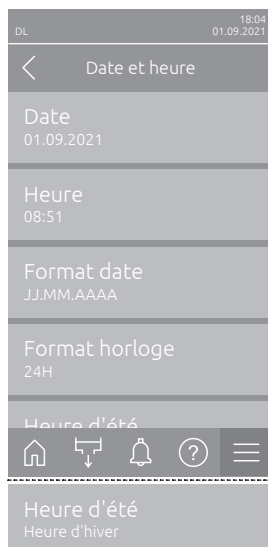 18:04
DL 01.09.2021
Date et heure
Date
01.09.2021
Heure
08:51
Format date
JJ.MM.AAAA
Format horloge
24H
Heure d'été
?
Heure d'été
Heure d'hiver